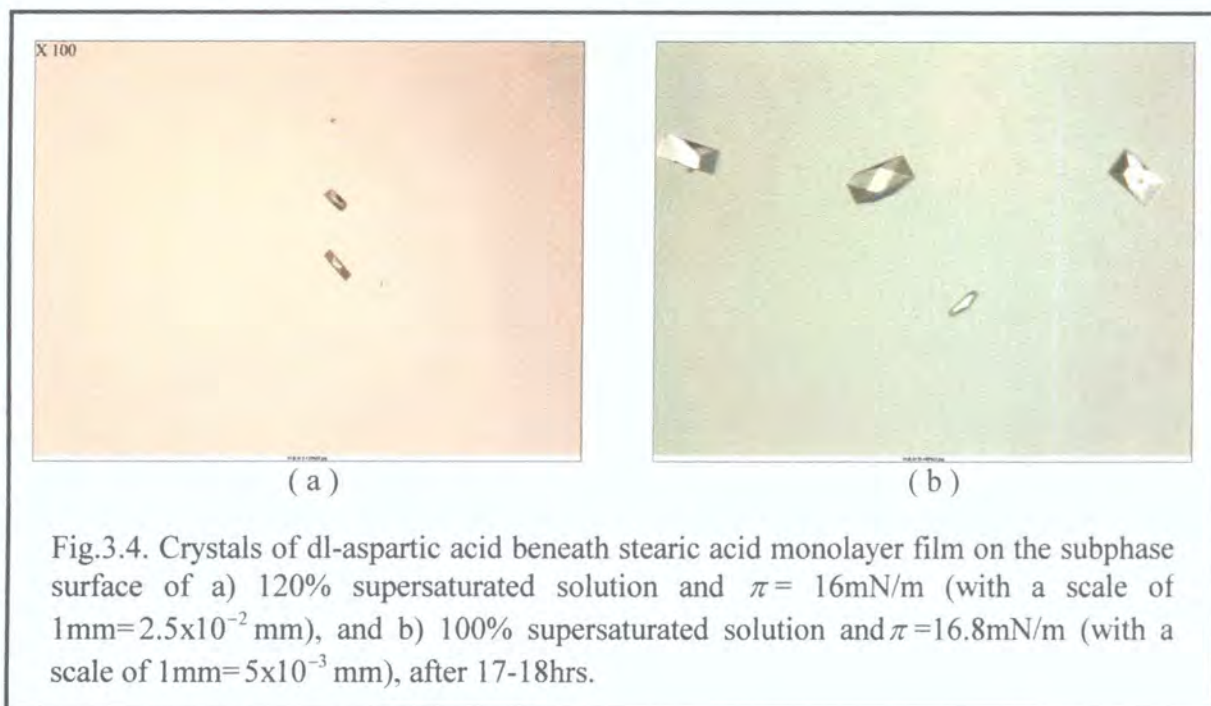 X 100
( a )
( b )
Fig.3.4. Crystals of dl-aspartic acid beneath stearic acid monolayer film on the subphase
surface of a) 120% supersaturated solution and π= 16mN/m (with a scale of
1mm=2.5x10⁻² mm), and b) 100% supersaturated solution and π=16.8mN/m (with a
scale of 1mm=5x10⁻³ mm), after 17-18hrs.